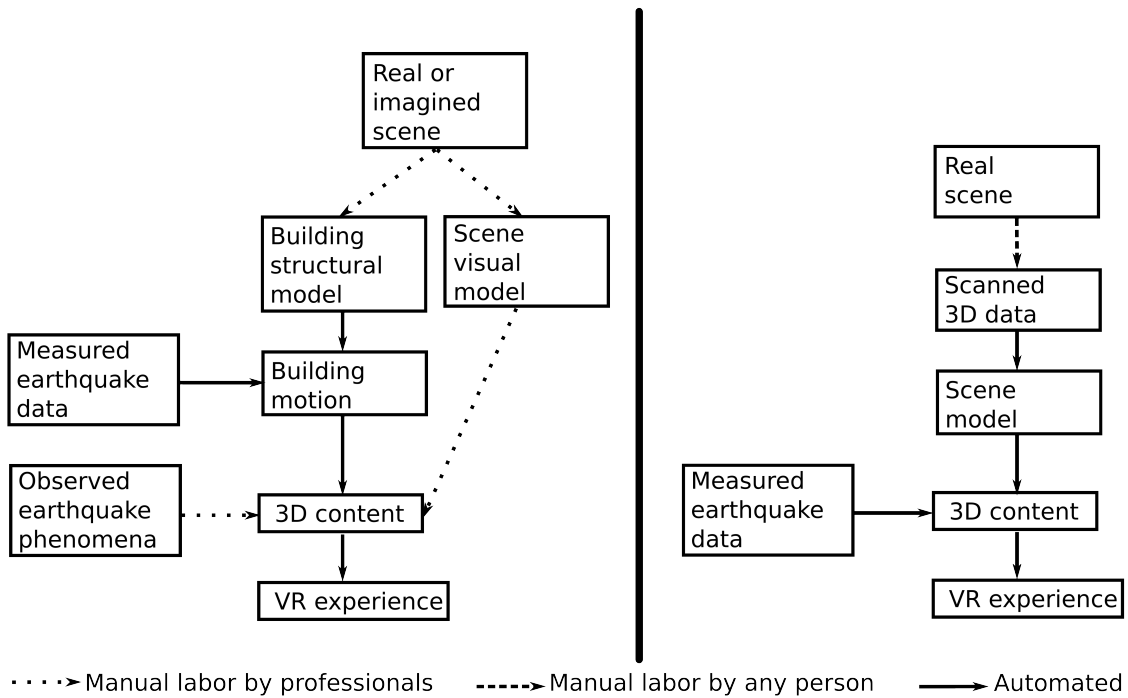 Real or
imagined
scene
Building
structural
model
Scene
visual
model
Measured
earthquake
data
Building
motion
Observed
earthquake
phenomena
3D content
VR experience
Real
scene
Scanned
3D data
Scene
model
Measured
earthquake
data
3D content
VR experience
Manual labor by professionals
Manual labor by any person
Automated